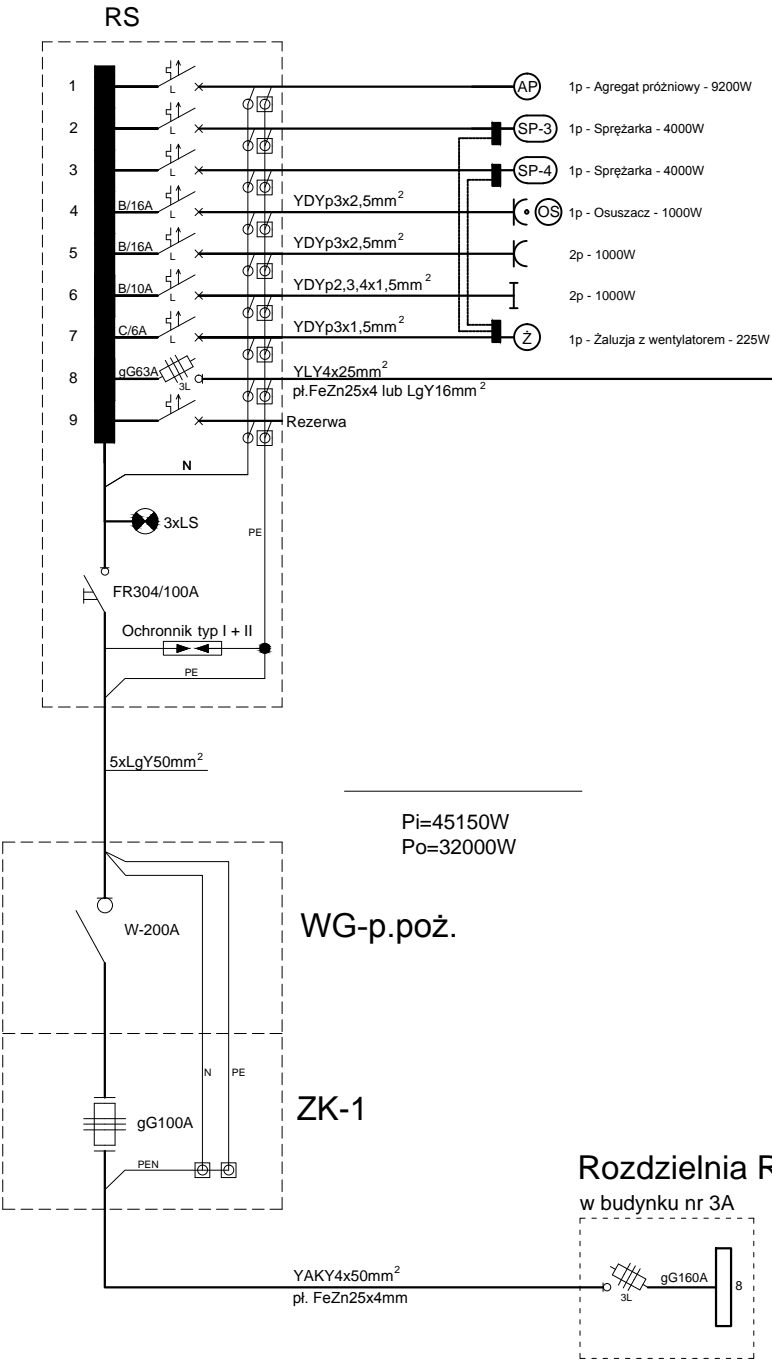 RS
1 L AP 1p - Agregat próżniowy - 9200W
2 L SP-3 1p - Sprężarka - 4000W
3 L SP-4 1p - Sprężarka - 4000W
4 B/16A L YDYp3x2,5mm² OS 1p - Osuszacz - 1000W
5 B/16A L YDYp3x2,5mm² 2p - 1000W
6 B/10A L YDYp2,3,4x1,5mm² 2p - 1000W
7 C/6A L YDYp3x1,5mm² Ż 1p - Żaluzja z wentylatorem - 225W
8 gG63A 3L YLY4x25mm²
pł.FeZn25x4 lub LgY16mm²
9 L Rezerwa
N
3xLS
PE
FR304/100A
Ochronnik typ I + II
PE
5xLgY50mm²
Pi=45150W
Po=32000W
W-200A
WG-p.poż.
N PE
gG100A
ZK-1
PEN
Rozdzielnia R
w budynku nr 3A
YAKY4x50mm²
pł. FeZn25x4mm
3L gG160A 8